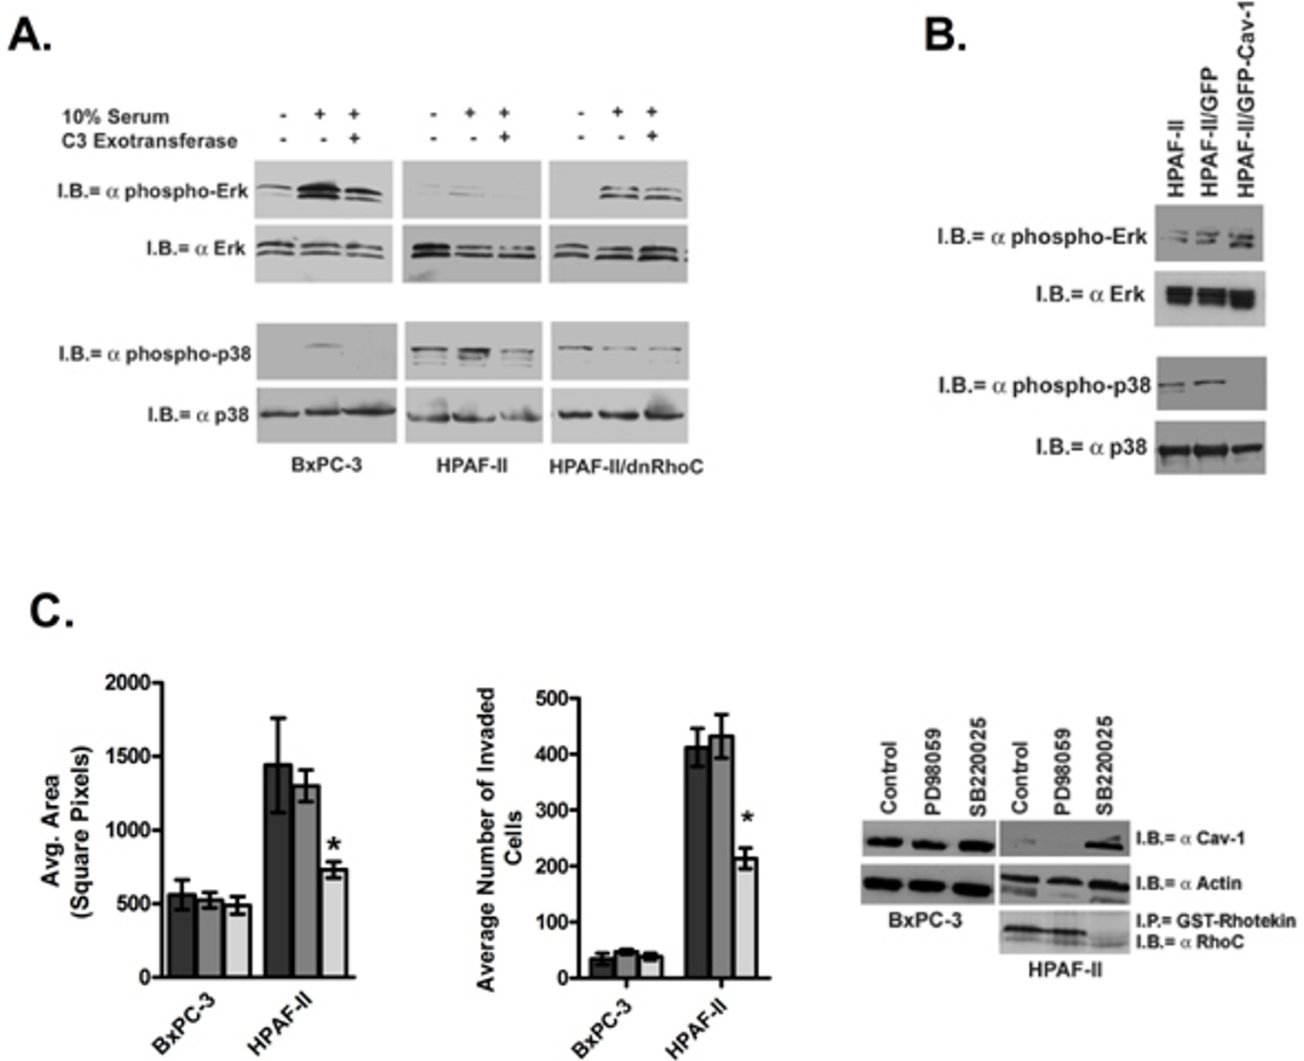 A.
10% Serum - + + - + + - + +
C3 Exotransferase - - + - - + - - +
I.B.= α phospho-Erk
I.B.= α Erk
I.B.= α phospho-p38
I.B.= α p38
BxPC-3 HPAF-II HPAF-II/dnRhoC
B.
HPAF-II
HPAF-II/GFP
HPAF-II/GFP-Cav-1
I.B.= α phospho-Erk
I.B.= α Erk
I.B.= α phospho-p38
I.B.= α p38
C.
Avg. Area
(Square Pixels)
2000
1500
1000
500
0
*
BxPC-3
HPAF-II
Average Number of Invaded
Cells
500
400
300
200
100
0
*
BxPC-3
HPAF-II
Control
PD98059
SB220025
Control
PD98059
SB220025
I.B.= α Cav-1
I.B.= α Actin
BxPC-3
I.P.= GST-Rhotekin
I.B.= α RhoC
HPAF-II